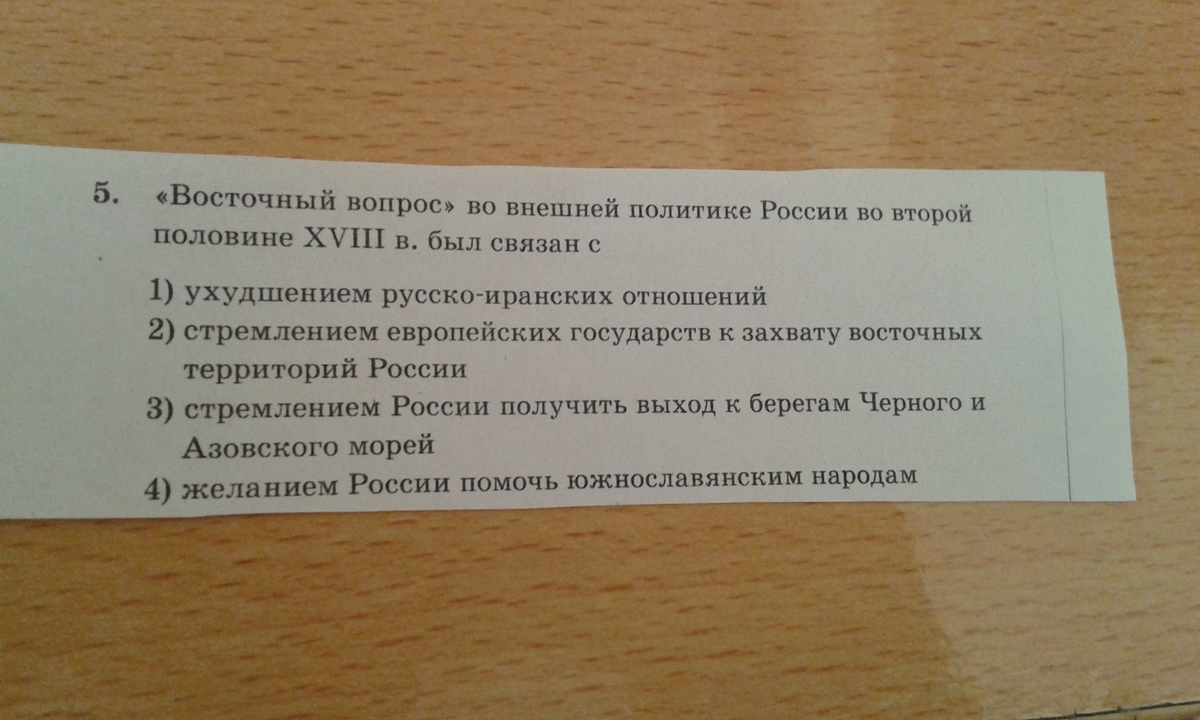 5. «Восточный вопрос» во внешней политике России во второй
половине XVIII в. был связан с
1) ухудшением русско-иранских отношений
2) стремлением европейских государств к захвату восточных
территорий России
3) стремлением России получить выход к берегам Черного и
Азовского морей
4) желанием России помочь южнославянским народам